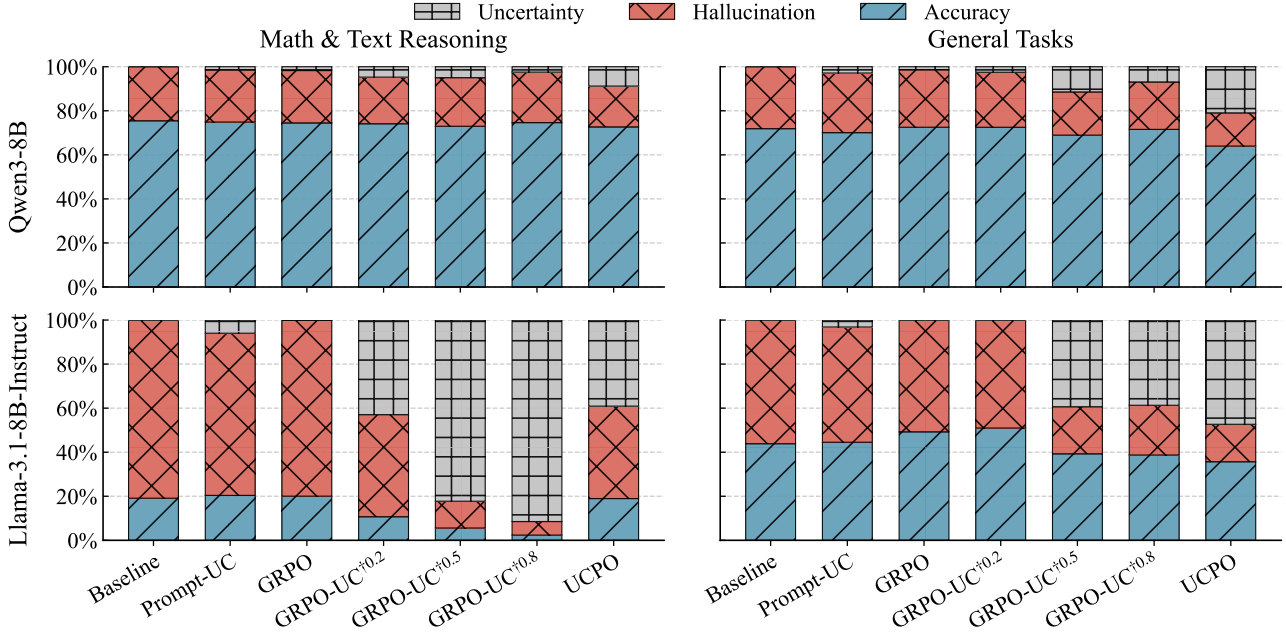 Uncertainty Hallucination Accuracy
Math & Text Reasoning
General Tasks
Qwen3-8B
100%
80%
60%
40%
20%
0%
Llama-3.1-8B-Instruct
100%
80%
60%
40%
20%
0%
Baseline
Prompt-UC
GRPO
GRPO-UC†0.2
GRPO-UC†0.5
GRPO-UC†0.8
UCPO
Baseline
Prompt-UC
GRPO
GRPO-UC†0.2
GRPO-UC†0.5
GRPO-UC†0.8
UCPO